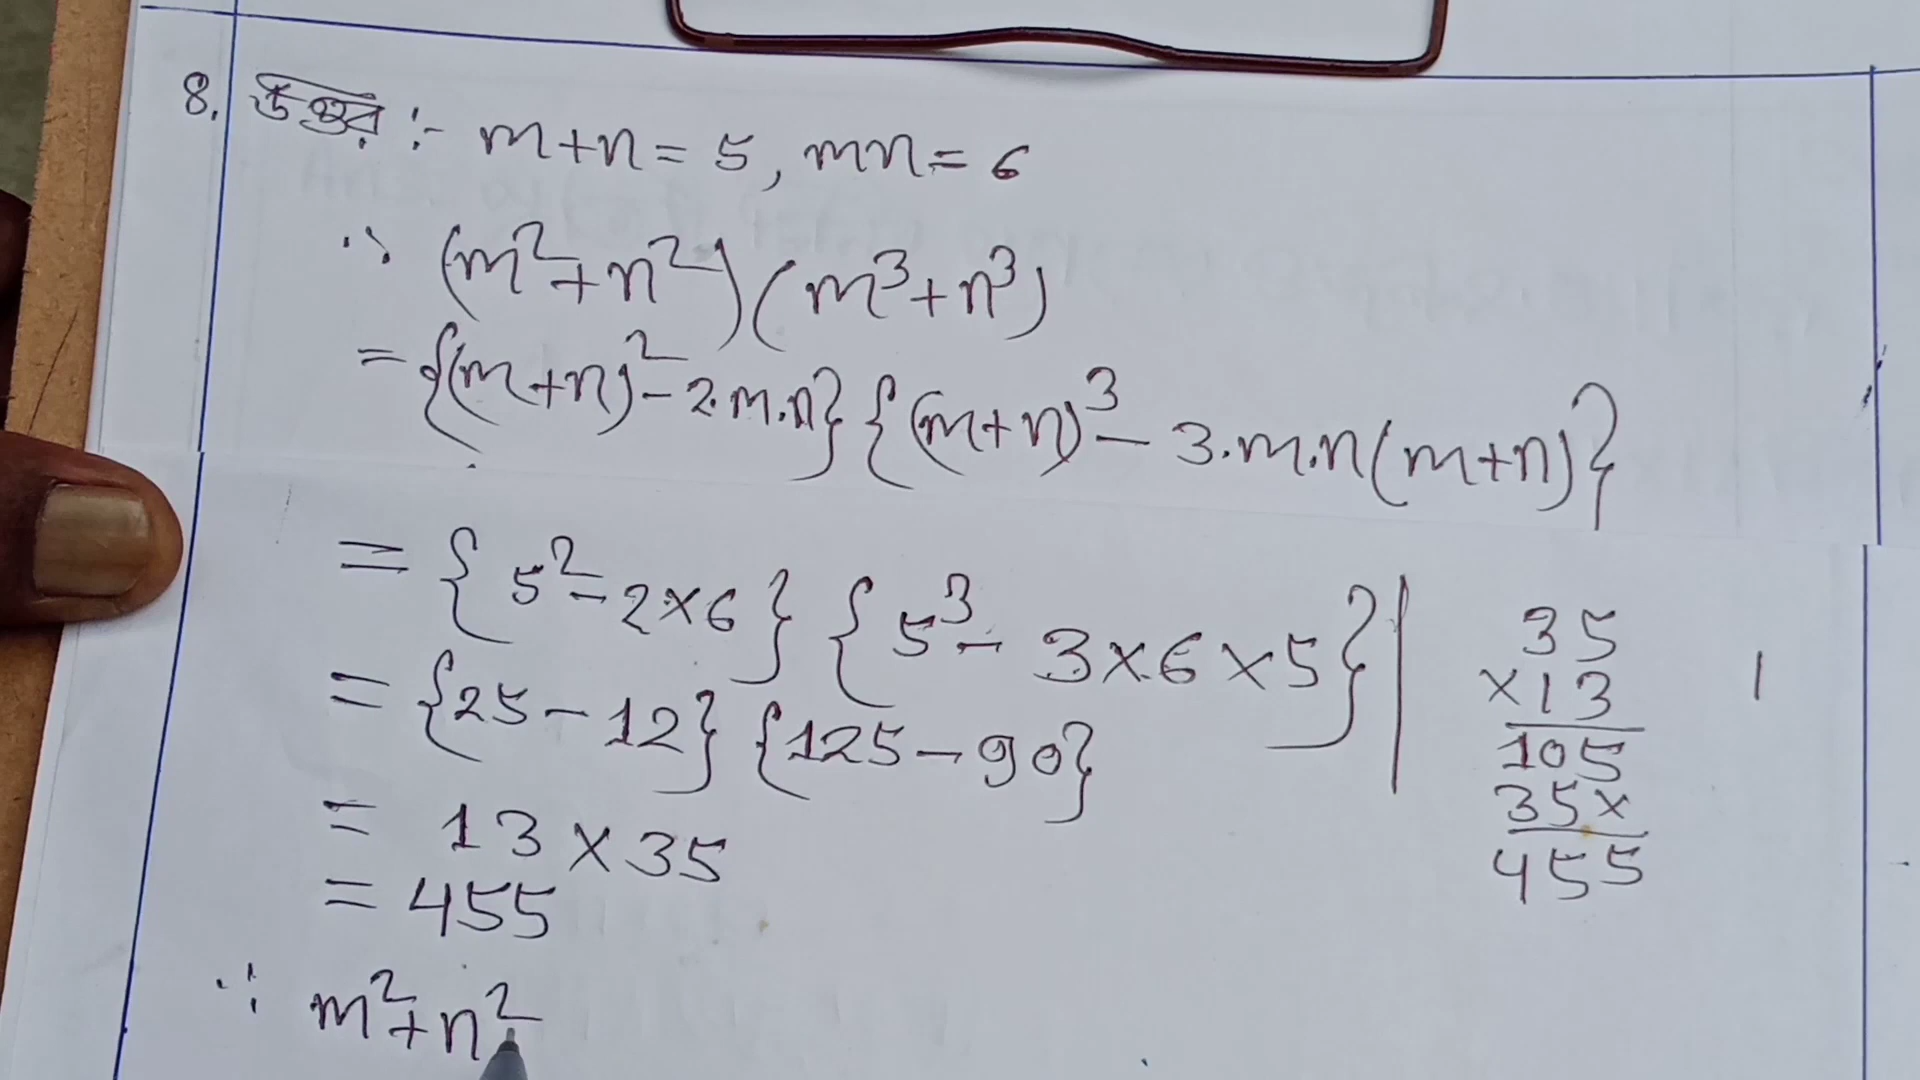 8. উত্তর :- m+n = 5, mn = 6
∴ (m²+n²)(m³+n³)
= {(m+n)²-2.m.n}{(m+n)³- 3.m.n(m+n)}
= {5²-2×6} {5³- 3×6×5}
= {25-12} {125-90}
= 13 × 35
= 455
∴ m²+n²
35
×13
105
35×
455